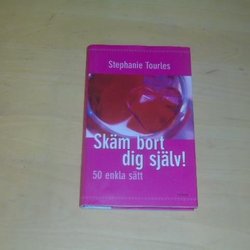 Stephanie Tourles
Skäm bort
dig själv!
50 enkla sätt